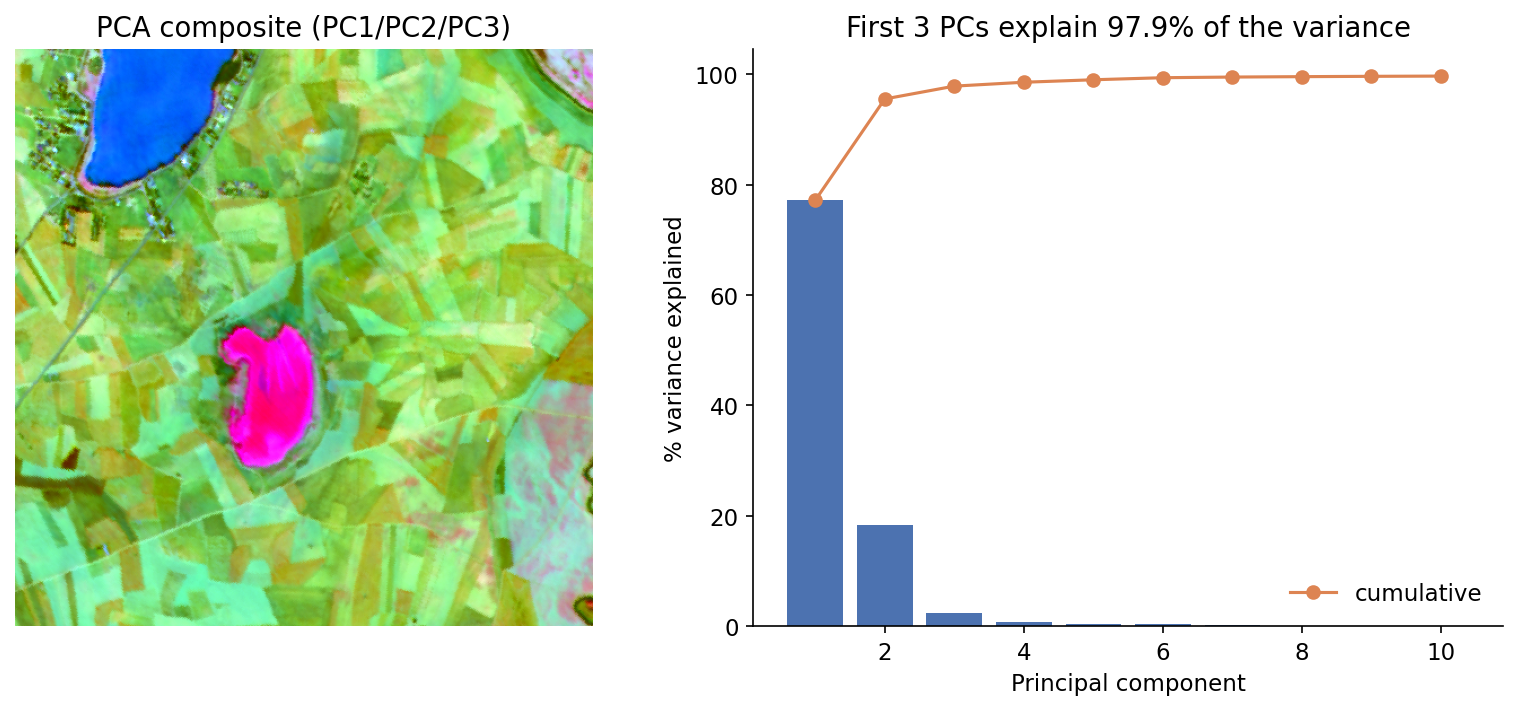 PCA composite (PC1/PC2/PC3)
First 3 PCs explain 97.9% of the variance
% variance explained
100
80
60
40
20
0
cumulative
2 4 6 8 10
Principal component